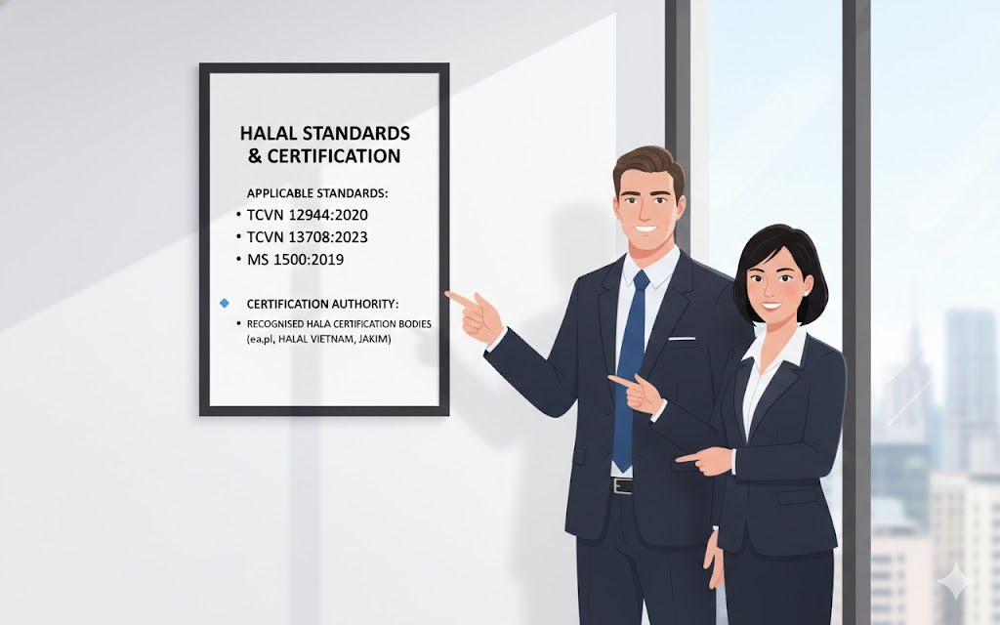 HALAL STANDARDS
& CERTIFICATION
APPLICABLE STANDARDS:
• TCVN 12944:2020
• TCVN 13708:2023
• MS 1500:2019
CERTIFICATION AUTHORITY:
• RECOGNISED HALA CERTIFICATION BODIES
(ea,pl, HALAL VIETNAM, JAKIM)